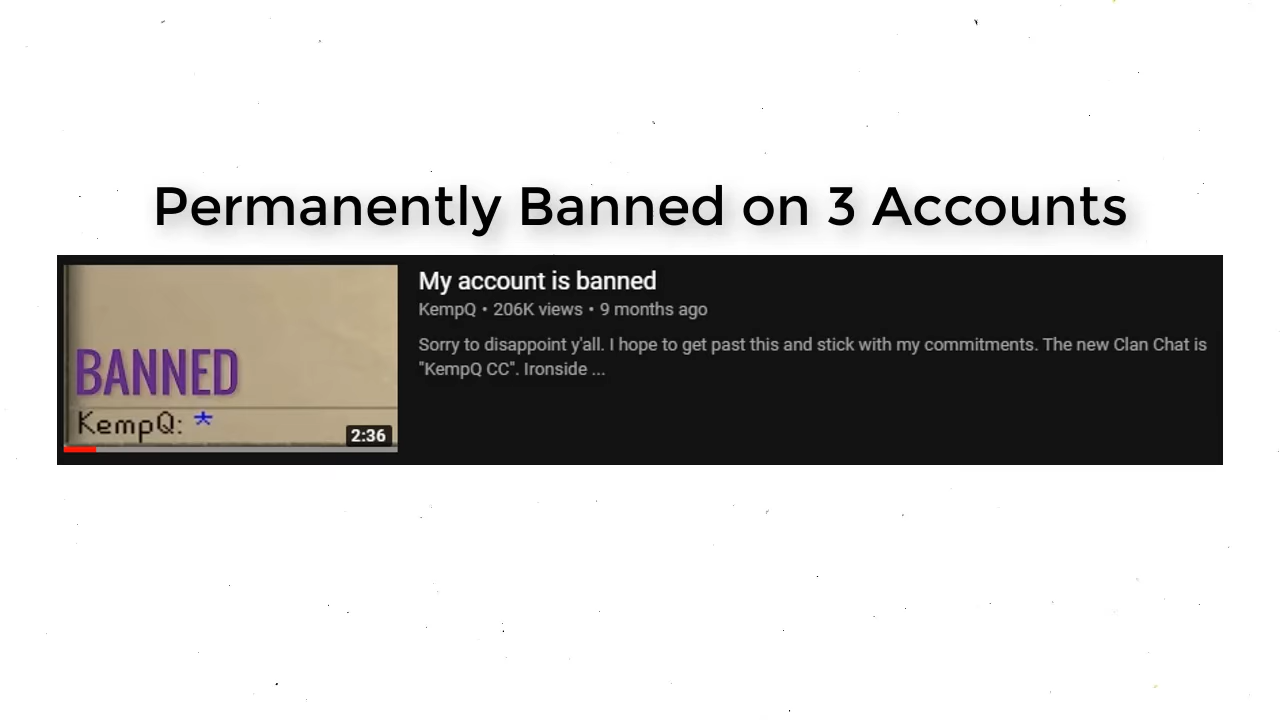 Permanently Banned on 3 Accounts
My account is banned
KempQ • 206K views • 9 months ago
Sorry to disappoint y'all. I hope to get past this and stick with my commitments. The new Clan Chat is
"KempQ CC". Ironside ...
BANNED
KempQ: *
2:36